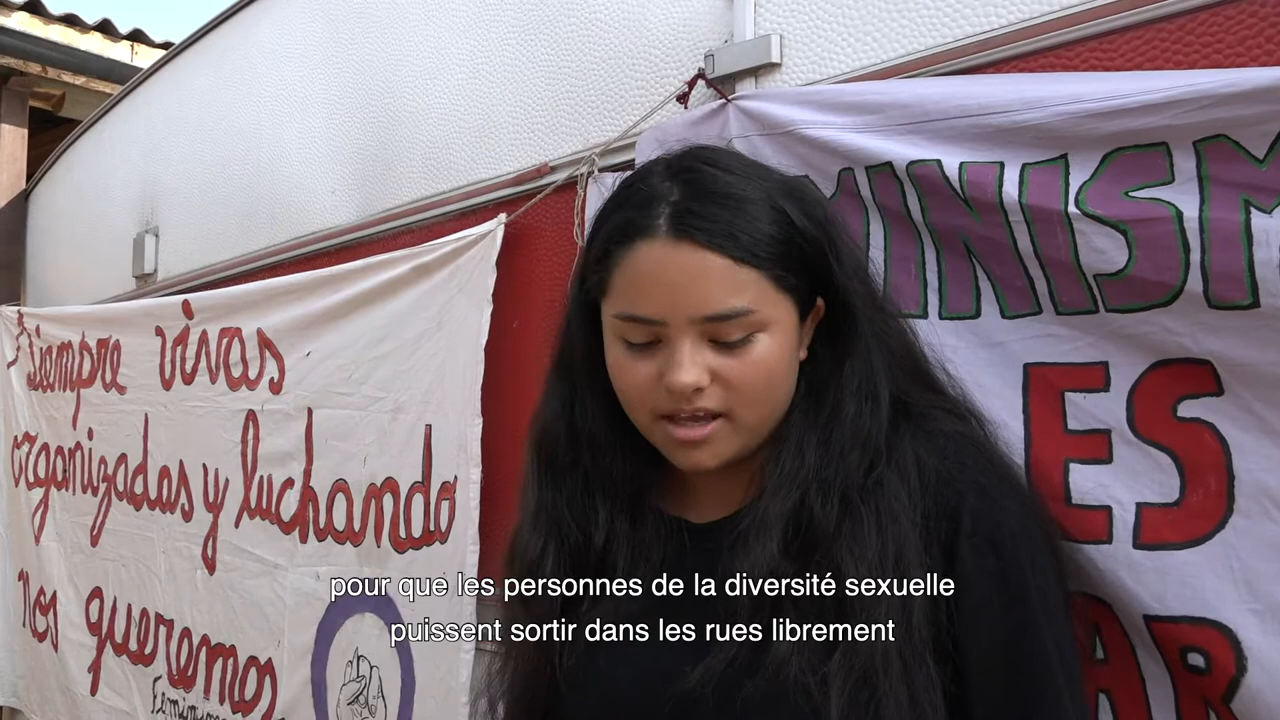 Siempre vivas
organizadas y luchando
nos queremos
MINISM
ES
AR
pour que les personnes de la diversité sexuelle
puissent sortir dans les rues librement